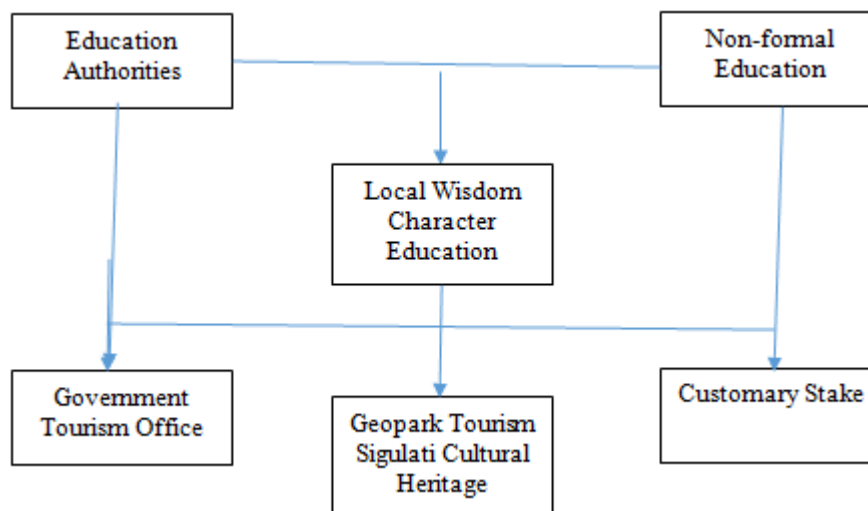 Education
Authorities
Non-formal
Education
Local Wisdom
Character
Education
Government
Tourism Office
Geopark Tourism
Sigulati Cultural
Heritage
Customary Stake